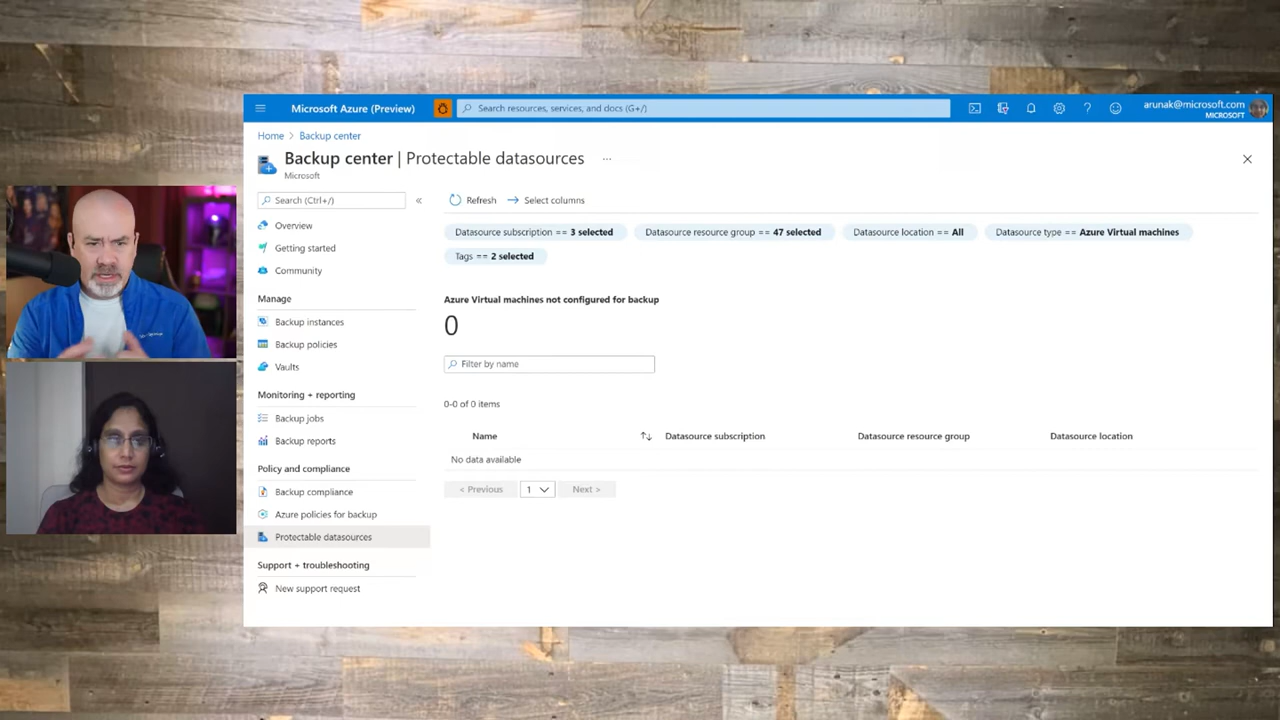 Microsoft Azure (Preview)
Search resources, services, and docs (G+/)
arunak@microsoft.com
MICROSOFT
Home > Backup center
Backup center | Protectable datasources ...
Microsoft
Search (Ctrl+/)
«
Overview
Getting started
Community
Manage
Backup instances
Backup policies
Vaults
Monitoring + reporting
Backup jobs
Backup reports
Policy and compliance
Backup compliance
Azure policies for backup
Protectable datasources
Support + troubleshooting
New support request
Refresh
Select columns
Datasource subscription == 3 selected
Datasource resource group == 47 selected
Datasource location == All
Datasource type == Azure Virtual machines
Tags == 2 selected
Azure Virtual machines not configured for backup
0
Filter by name
0-0 of 0 items
Name
Datasource subscription
Datasource resource group
Datasource location
No data available
< Previous
1
Next >